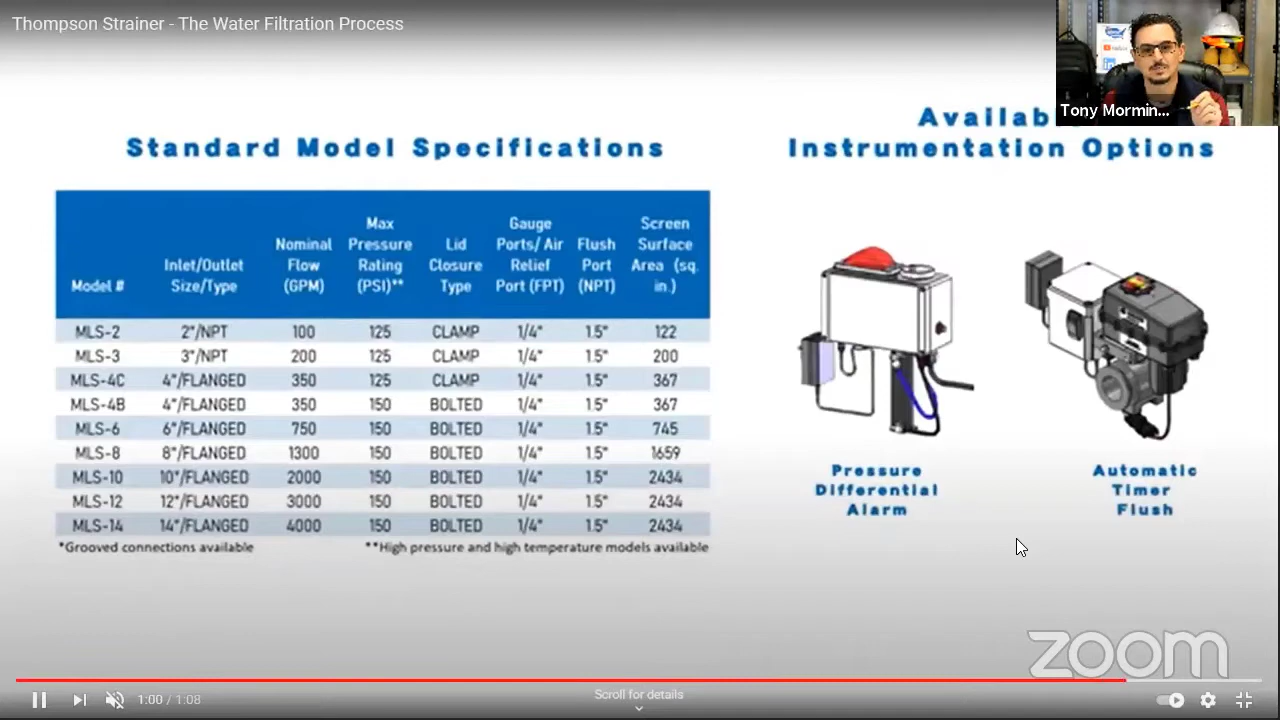 Thompson Strainer - The Water Filtration Process
Tony Mormin...
Standard Model Specifications
Availab
Instrumentation Options
Model # Inlet/Outlet Size/Type Nominal Flow (GPM) Max Pressure Rating (PSI)** Lid Closure Type Gauge Ports/ Air Relief Port (FPT) Flush Port (NPT) Screen Surface Area (sq. in.)
MLS-2 2"/NPT 100 125 CLAMP 1/4" 1.5" 122
MLS-3 3"/NPT 200 125 CLAMP 1/4" 1.5" 200
MLS-4C 4"/FLANGED 350 125 CLAMP 1/4" 1.5" 367
MLS-4B 4"/FLANGED 350 150 BOLTED 1/4" 1.5" 367
MLS-6 6"/FLANGED 750 150 BOLTED 1/4" 1.5" 745
MLS-8 8"/FLANGED 1300 150 BOLTED 1/4" 1.5" 1659
MLS-10 10"/FLANGED 2000 150 BOLTED 1/4" 1.5" 2434
MLS-12 12"/FLANGED 3000 150 BOLTED 1/4" 1.5" 2434
MLS-14 14"/FLANGED 4000 150 BOLTED 1/4" 1.5" 2434
*Grooved connections available **High pressure and high temperature models available
Pressure
Differential
Alarm
Automatic
Timer
Flush
zoom
1:00 / 1:08
Scroll for details